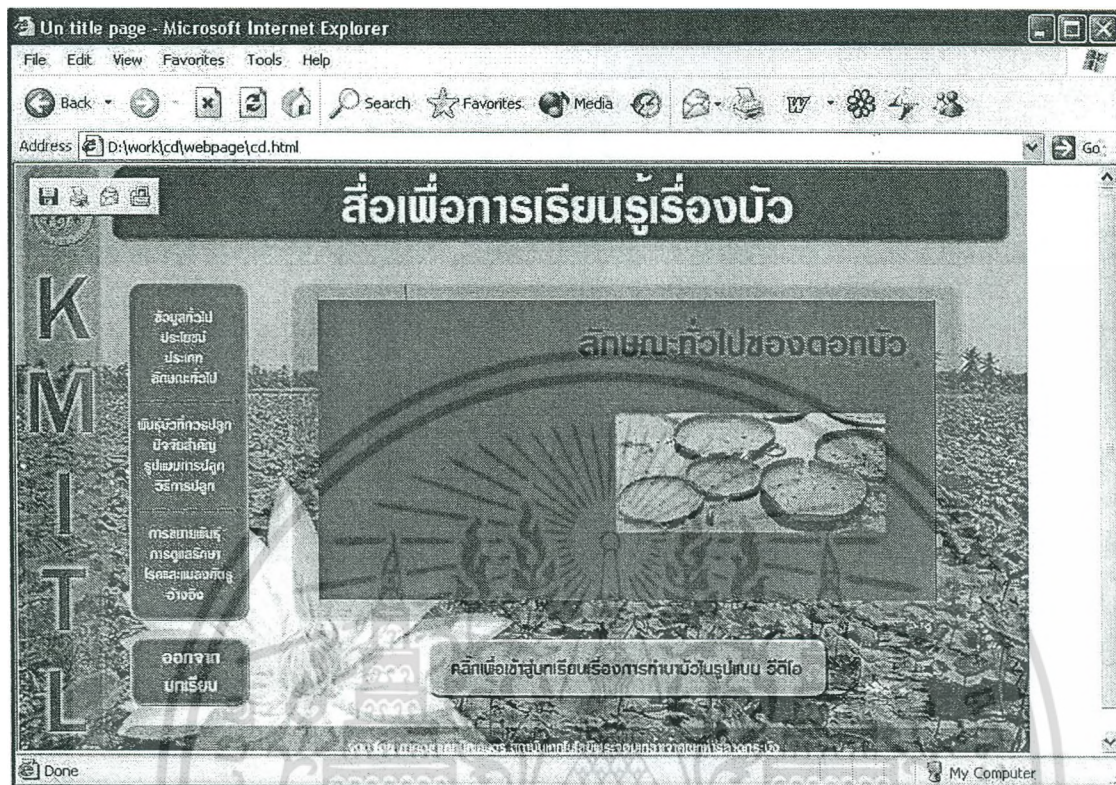 Un title page - Microsoft Internet Explorer
File Edit View Favorites Tools Help
Back Search Favorites Media
Address D:\work\cd\webpage\cd.html Go
สื่อเพื่อการเรียนรู้เรื่องบัว
K
M
I
T
L
ข้อมูลทั่วไป
ประโยชน์
ประเภท
ลักษณะทั่วไป
พันธุ์บัวที่ควรปลูก
ปัจจัยสำคัญ
รูปแบบการปลูก
วิธีการปลูก
การขยายพันธุ์
การดูแลรักษา
โรคและแมลงศัตรู
อ้างอิง
ออกจาก
บทเรียน
ลักษณะทั่วไปของดอกบัว
คลิ๊กเพื่อเข้าสู่บทเรียนเรื่องการทำนาบัวในรูปแบบ วีดีโอ
Done My Computer